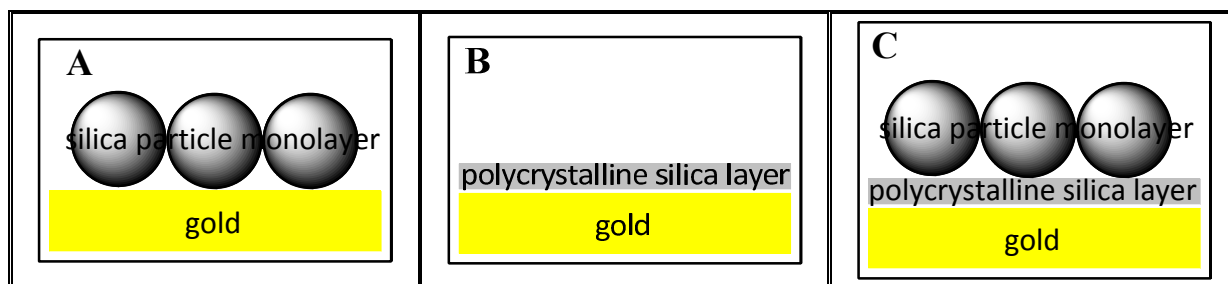 A
silica particle monolayer
gold
B
polycrystalline silica layer
gold
C
silica particle monolayer
polycrystalline silica layer
gold